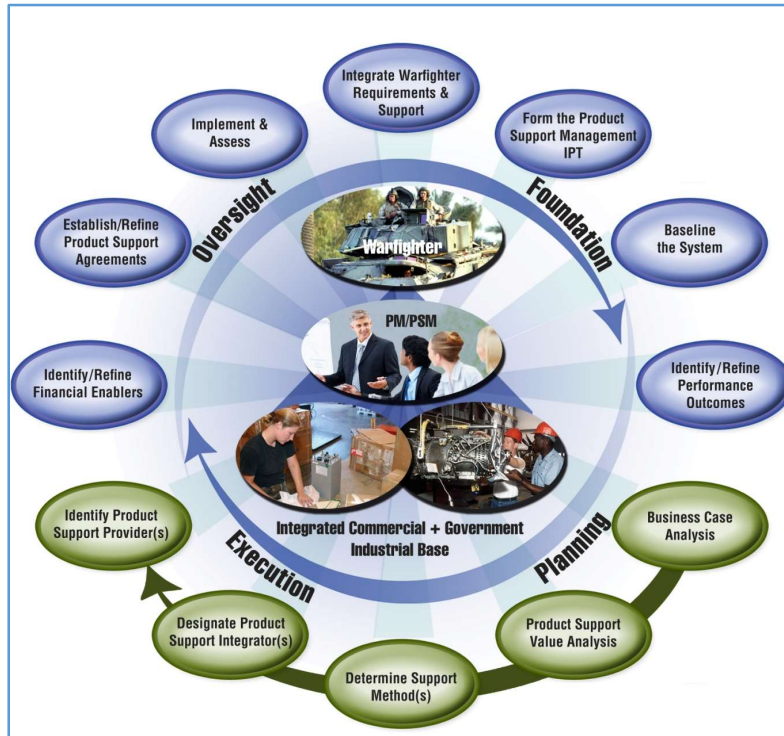 Integrate Warfighter
Requirements &
Support
Form the Product
Support Management
IPT
Baseline
the System
Identify/Refine
Performance
Outcomes
Business Case
Analysis
Product Support
Value Analysis
Determine Support
Method(s)
Designate Product
Support Integrator(s)
Identify Product
Support Provider(s)
Identify/Refine
Financial Enablers
Establish/Refine
Product Support
Agreements
Implement &
Assess
Oversight
Foundation
Planning
Execution
Warfighter
PM/PSM
Integrated Commercial + Government
Industrial Base